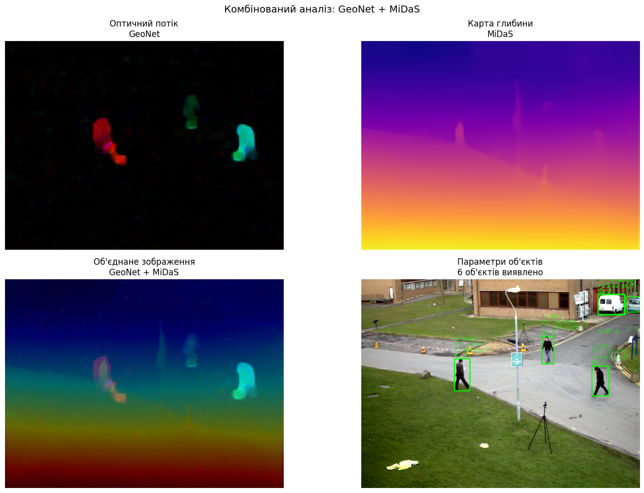 Комбінований аналіз: GeoNet + MiDaS
Оптичний потік
GeoNet
Карта глибини
MiDaS
Об'єднане зображення
GeoNet + MiDaS
Параметри об'єктів
6 об'єктів виявлено